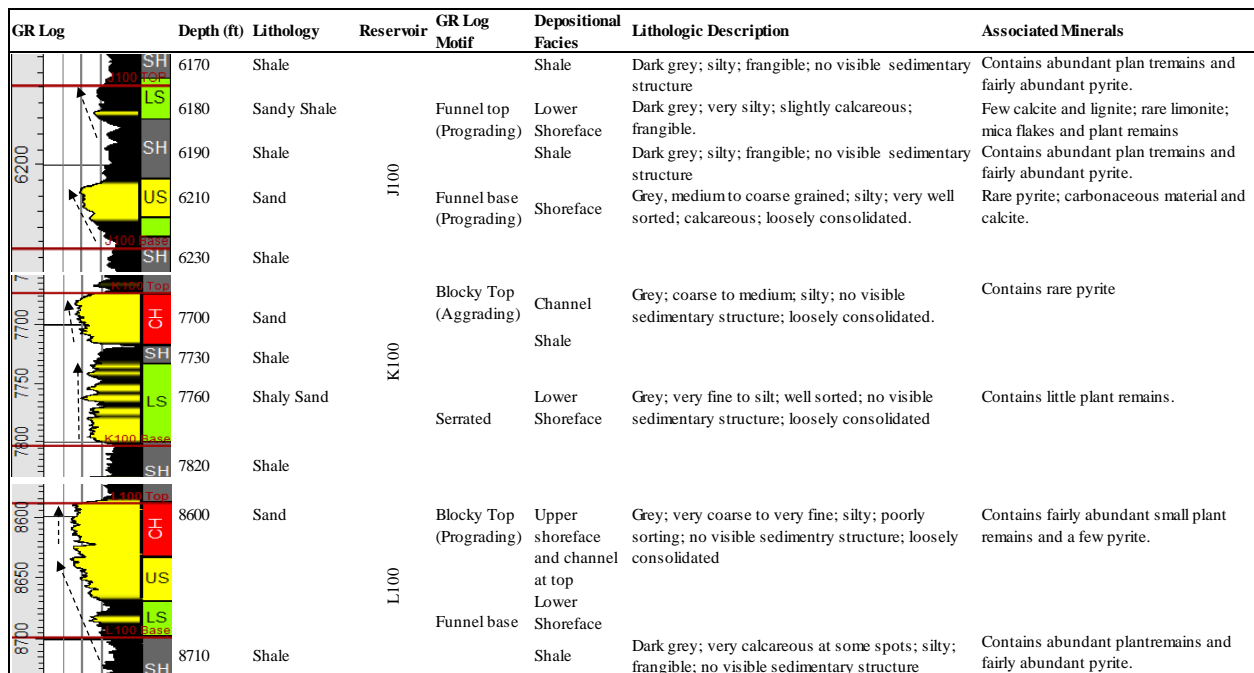 GR Log Depth (ft) Lithology Reservoir GR Log Motif Depositional Facies Lithologic Description Associated Minerals
SH 6170 Shale Shale Dark grey; silty; frangible; no visible sedimentary Contains abundant plan tremains and
J100 TOP structure fairly abundant pyrite.
LS 6180 Sandy Shale Funnel top Lower Dark grey; very silty; slightly calcareous; Few calcite and lignite; rare limonite;
(Prograding) Shoreface frangible. mica flakes and plant remains
SH 6190 Shale Shale Dark grey; silty; frangible; no visible sedimentary Contains abundant plan tremains and
6200 J100 structure fairly abundant pyrite.
US 6210 Sand Funnel base Shoreface Grey, medium to coarse grained; silty; very well Rare pyrite; carbonaceous material and
(Prograding) sorted; calcareous; loosely consolidated. calcite.
J100 Base
SH 6230 Shale
K100 Top
Blocky Top Channel Grey; coarse to medium; silty; no visible Contains rare pyrite
7700 CH 7700 Sand (Aggrading) sedimentary structure; loosely consolidated.
Shale
SH 7730 Shale K100
7750
LS 7760 Shaly Sand Lower Grey; very fine to silt; well sorted; no visible Contains little plant remains.
Serrated Shoreface sedimentary structure; loosely consolidated
K100 Base
7800
SH 7820 Shale
L100 Top
8600 CH 8600 Sand Blocky Top Upper Grey; very coarse to very fine; silty; poorly Contains fairly abundant small plant
(Prograding) shoreface sorting; no visible sedimentry structure; loosely remains and a few pyrite.
and channel consolidated
8650 US L100 at top
Lower
LS Funnel base Shoreface
L100 Base
8700 Dark grey; very calcareous at some spots; silty; Contains abundant plantremains and
SH 8710 Shale Shale frangible; no visible sedimentary structure fairly abundant pyrite.